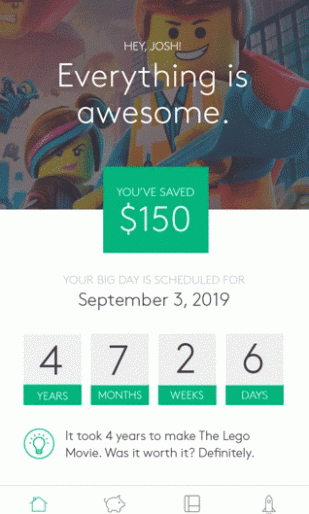 HEY, JOSH!
Everything is
awesome.
YOU'VE SAVED
$150
YOUR BIG DAY IS SCHEDULED FOR
September 3, 2019
4 7 2 6
YEARS MONTHS WEEKS DAYS
It took 4 years to make The Lego
Movie. Was it worth it? Definitely.